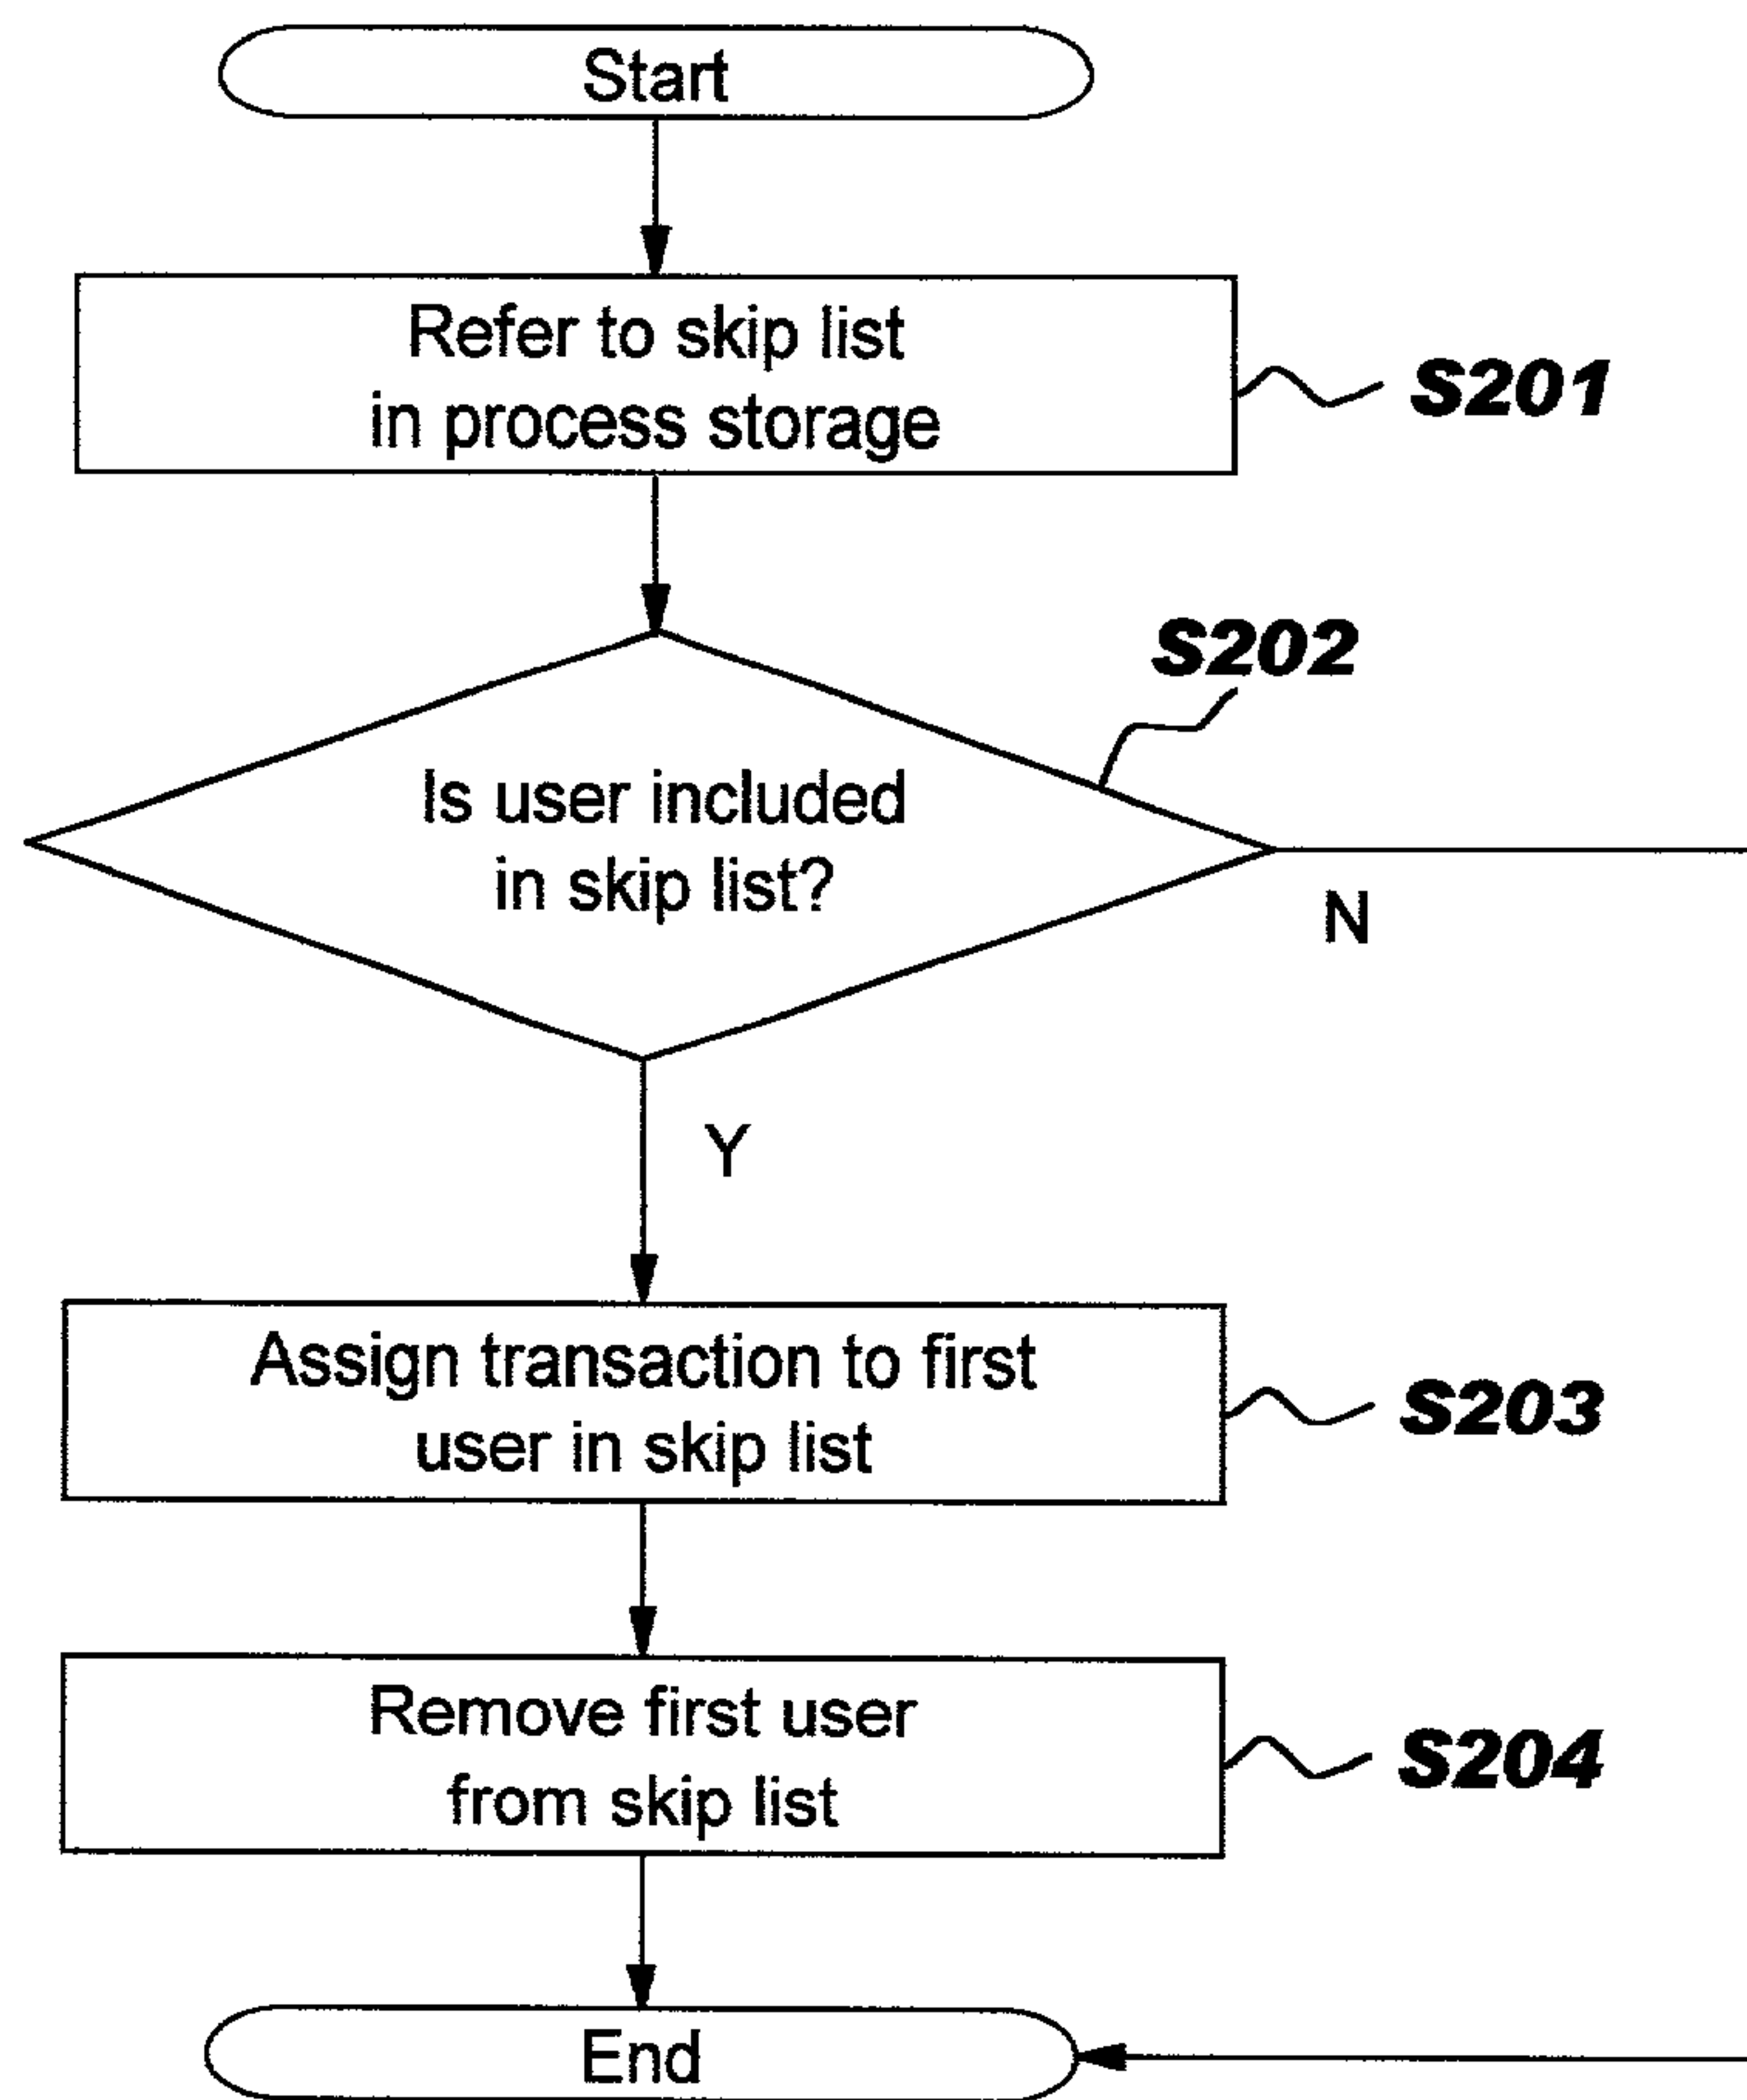 Start
Refer to skip list
in process storage
S201
S202
Is user included
in skip list?
N
Y
Assign transaction to first
user in skip list
S203
Remove first user
from skip list
S204
End